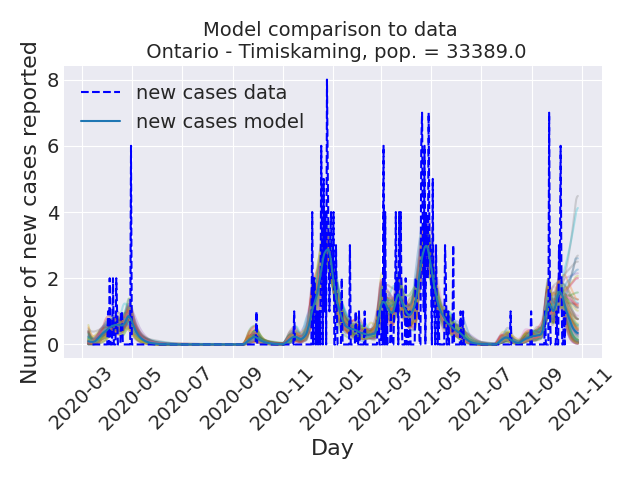 Model comparison to data
Ontario - Timiskaming, pop. = 33389.0
Number of new cases reported
8
6
4
2
0
new cases data
new cases model
2020-03
2020-05
2020-07
2020-09
2020-11
2021-01
2021-03
2021-05
2021-07
2021-09
2021-11
Day